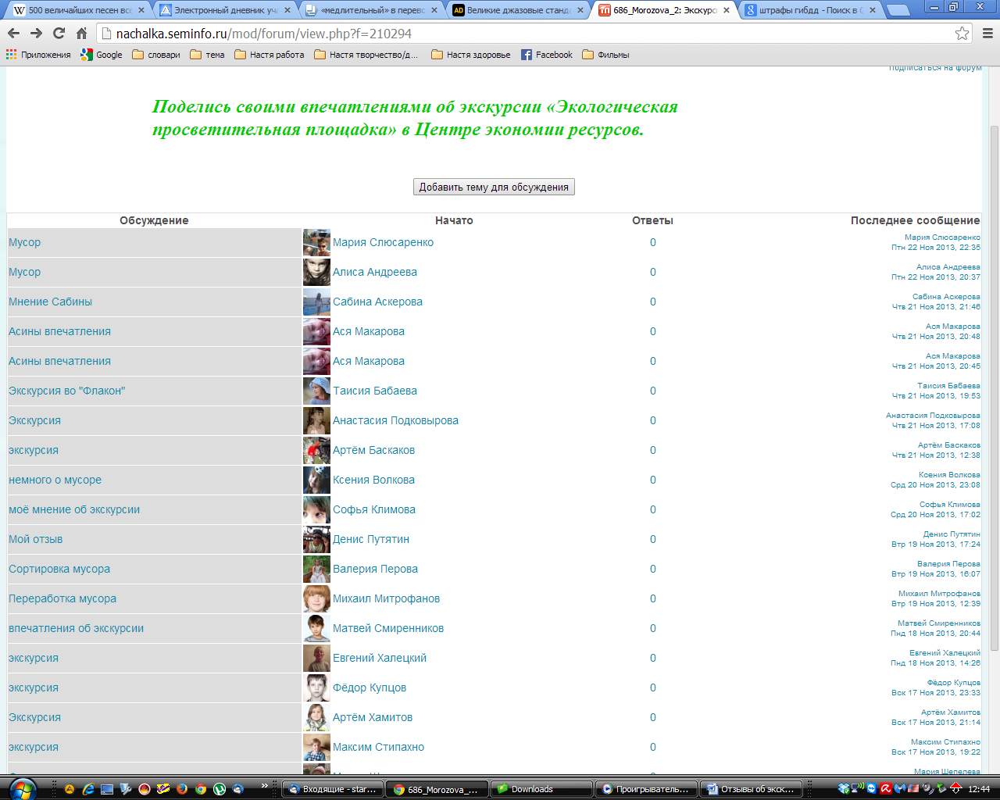 500 величайших песен все
Электронный дневник уча
«медлительный» в перево
Великие джазовые станда
686_Morozova_2: Экскурс
штрафы гибдд - Поиск в G
nachalka.seminfo.ru/mod/forum/view.php?f=210294
Приложения Google словари тема Настя работа Настя творчество/д... Настя здоровье Facebook Фильмы
Подписаться на форум
Поделись своими впечатлениями об экскурсии «Экологическая
просветительная площадка» в Центре экономии ресурсов.
Добавить тему для обсуждения
Обсуждение Начато Ответы Последнее сообщение
Мусор Мария Слюсаренко 0 Мария Слюсаренко
Птн 22 Ноя 2013, 22:35
Мусор Алиса Андреева 0 Алиса Андреева
Птн 22 Ноя 2013, 20:37
Мнение Сабины Сабина Аскерова 0 Сабина Аскерова
Чтв 21 Ноя 2013, 21:46
Асины впечатления Ася Макарова 0 Ася Макарова
Чтв 21 Ноя 2013, 20:48
Асины впечатления Ася Макарова 0 Ася Макарова
Чтв 21 Ноя 2013, 20:45
Экскурсия во "Флакон" Таисия Бабаева 0 Таисия Бабаева
Чтв 21 Ноя 2013, 19:53
Экскурсия Анастасия Подковырова 0 Анастасия Подковырова
Чтв 21 Ноя 2013, 17:08
экскурсия Артём Баскаков 0 Артём Баскаков
Чтв 21 Ноя 2013, 12:38
немного о мусоре Ксения Волкова 0 Ксения Волкова
Срд 20 Ноя 2013, 23:08
моё мнение об экскурсии Софья Климова 0 Софья Климова
Срд 20 Ноя 2013, 17:02
Мой отзыв Денис Путятин 0 Денис Путятин
Втр 19 Ноя 2013, 17:24
Сортировка мусора Валерия Перова 0 Валерия Перова
Втр 19 Ноя 2013, 16:07
Переработка мусора Михаил Митрофанов 0 Михаил Митрофанов
Втр 19 Ноя 2013, 12:39
впечатления об экскурсии Матвей Смиренников 0 Матвей Смиренников
Пнд 18 Ноя 2013, 20:44
экскурсия Евгений Халецкий 0 Евгений Халецкий
Пнд 18 Ноя 2013, 14:26
экскурсия Фёдор Купцов 0 Фёдор Купцов
Вск 17 Ноя 2013, 23:33
Экскурсия Артём Хамитов 0 Артём Хамитов
Вск 17 Ноя 2013, 21:14
экскурсия Максим Стипахно 0 Максим Стипахно
Вск 17 Ноя 2013, 19:22
Мария Шепелева
Входящие - star... 686_Morozova_... Downloads Проигрыватель... Отзывы об экск... 12:44